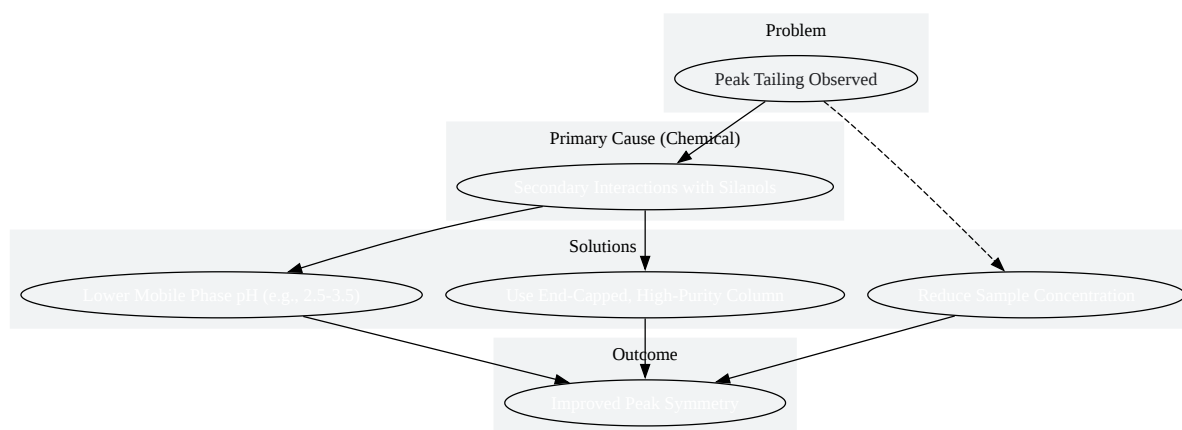 Problem
Peak Tailing Observed
Primary Cause (Chemical)
Secondary Interactions with Silanols
Solutions
Lower Mobile Phase pH (e.g., 2.5-3.5)
Use End-Capped, High-Purity Column
Reduce Sample Concentration
Outcome
Improved Peak Symmetry